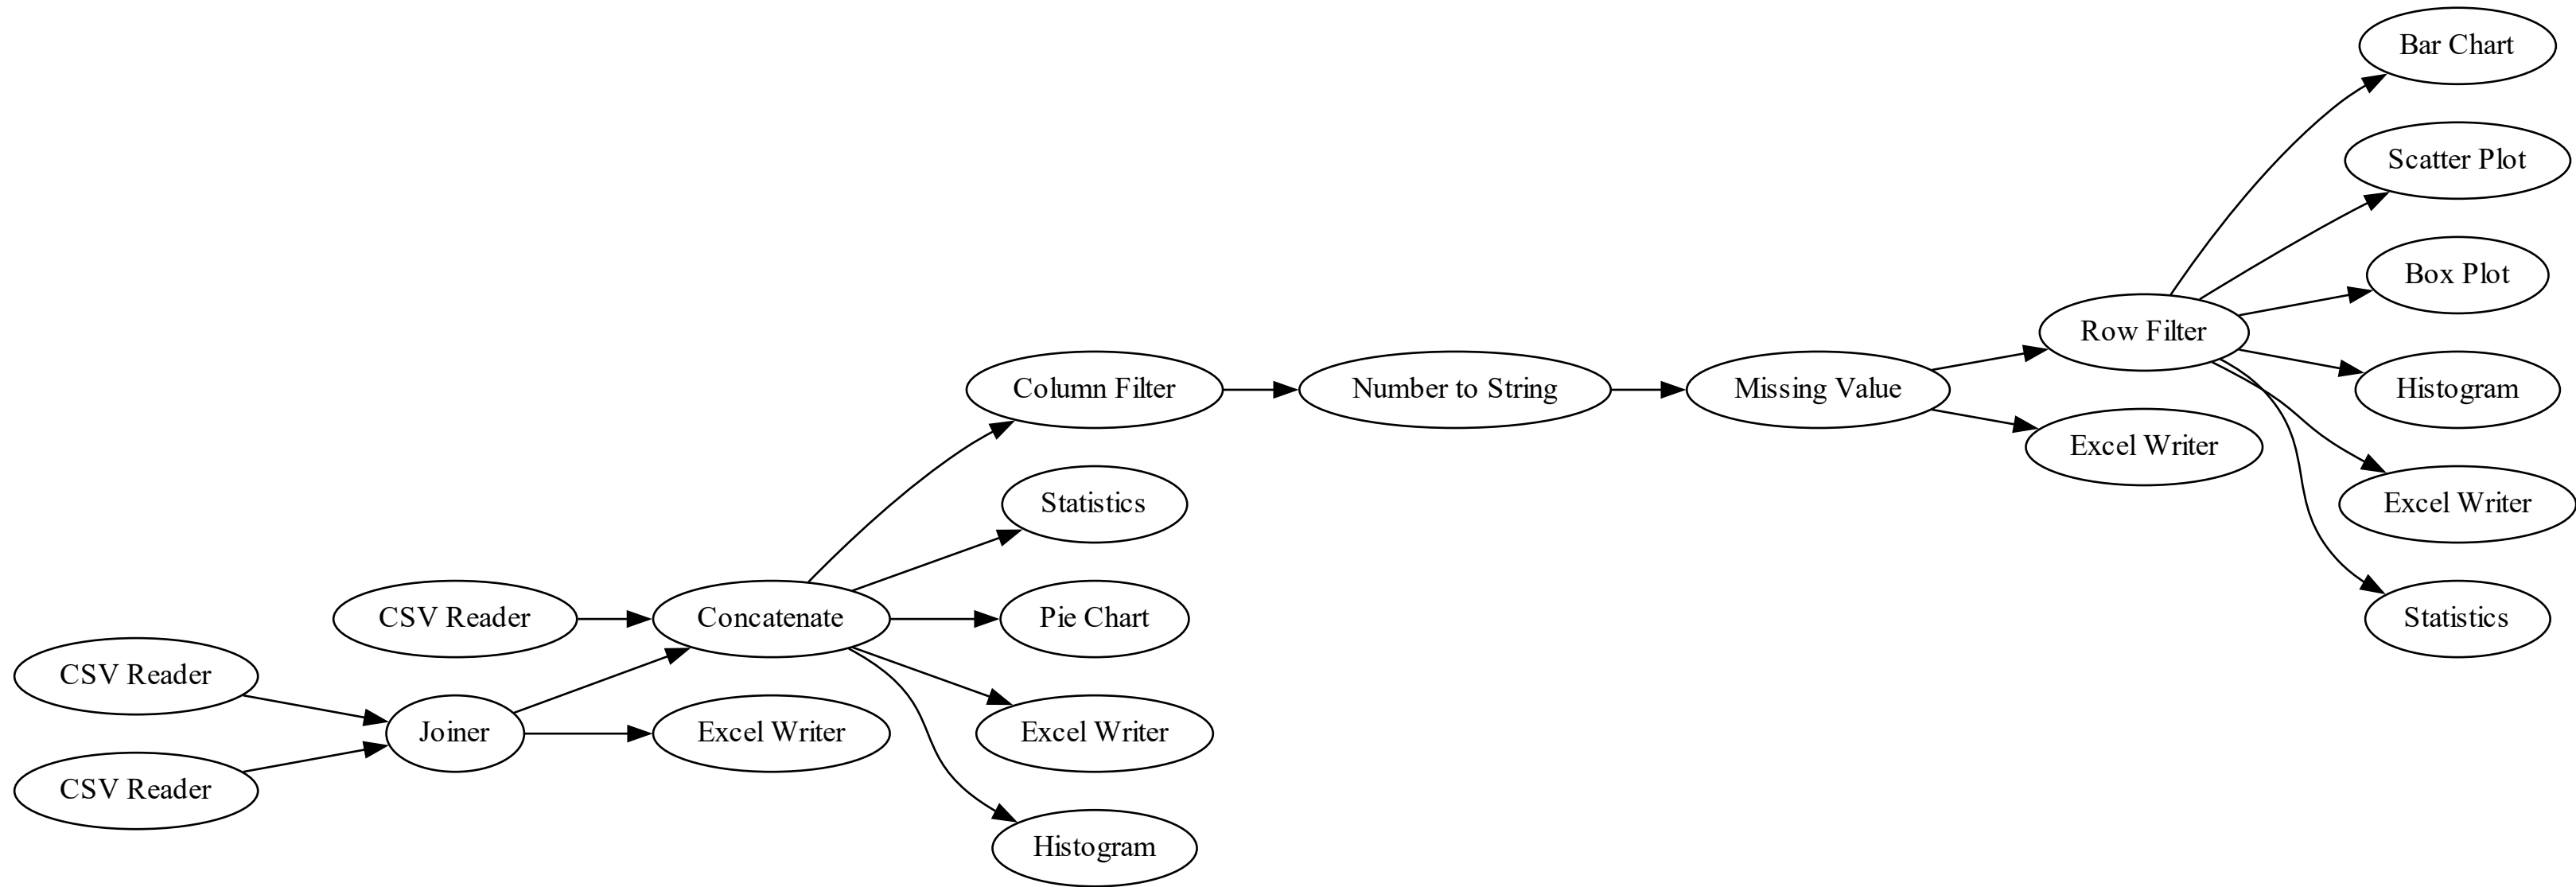 Bar Chart
Scatter Plot
Box Plot
Row Filter
Histogram
Column Filter
Number to String
Missing Value
Excel Writer
Excel Writer
Statistics
CSV Reader
Concatenate
Pie Chart
Statistics
CSV Reader
Joiner
Excel Writer
Excel Writer
CSV Reader
Histogram